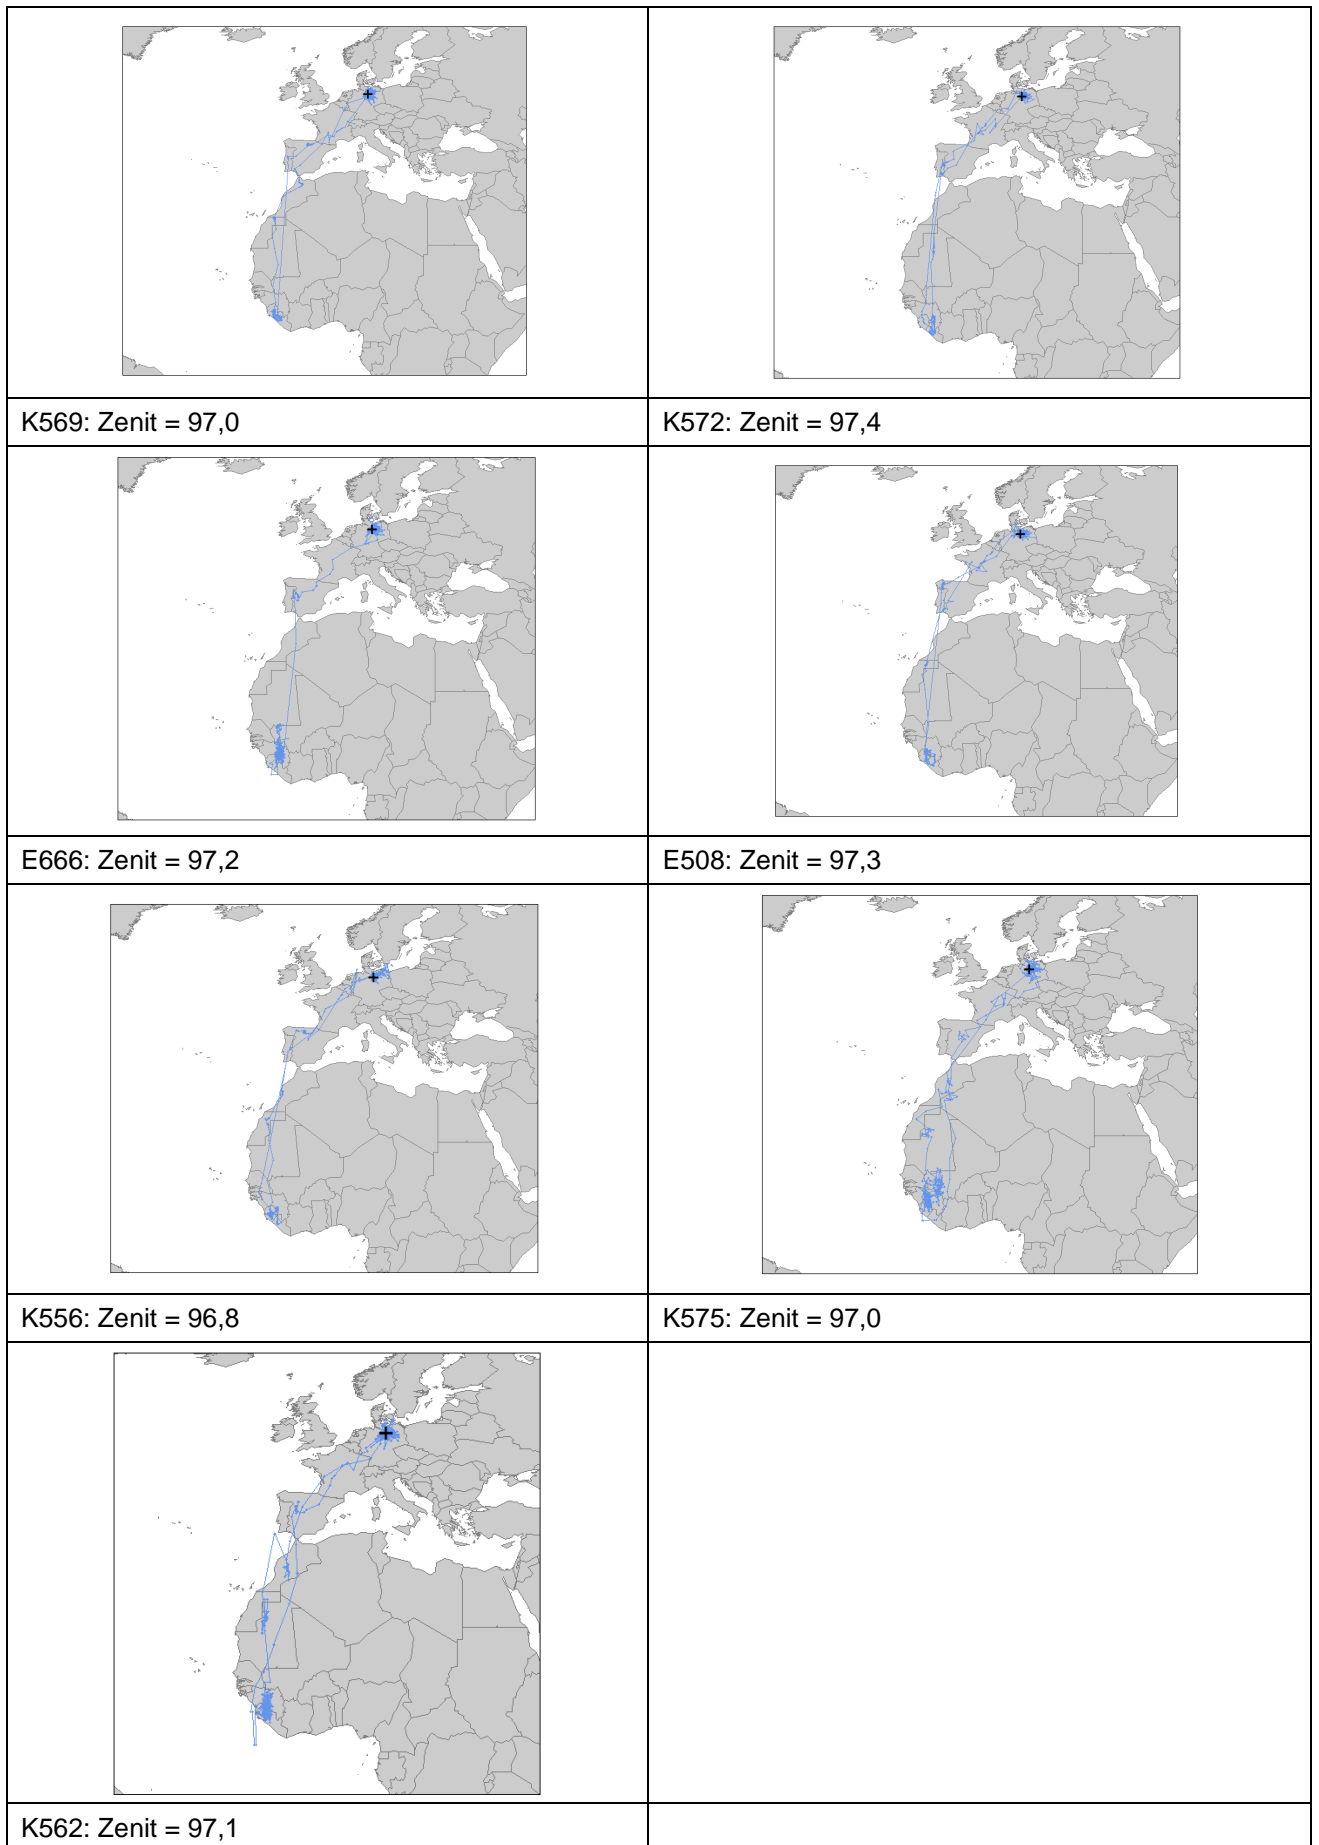 K569: Zenit = 97,0
K572: Zenit = 97,4
E666: Zenit = 97,2
E508: Zenit = 97,3
K556: Zenit = 96,8
K575: Zenit = 97,0
K562: Zenit = 97,1